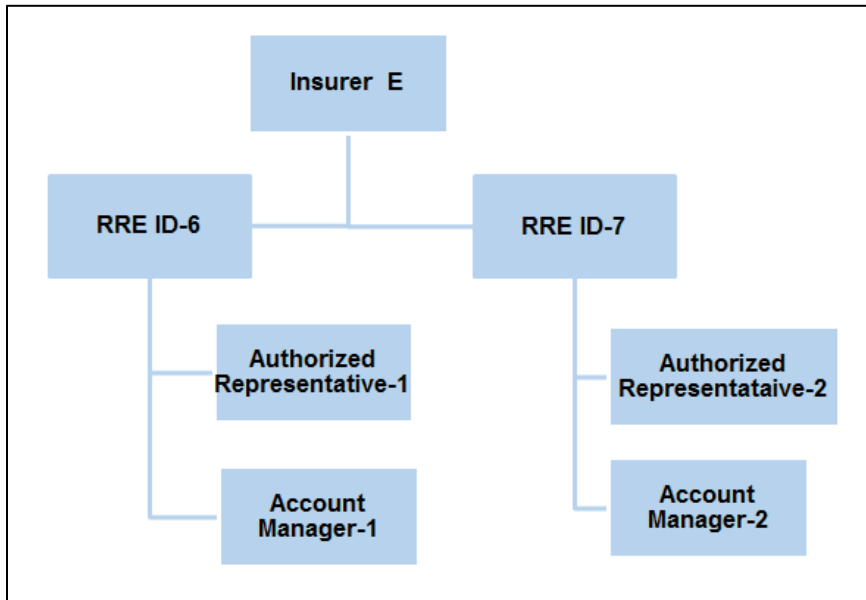 Insurer E
RRE ID-6
RRE ID-7
Authorized
Representative-1
Authorized
Representataive-2
Account
Manager-1
Account
Manager-2